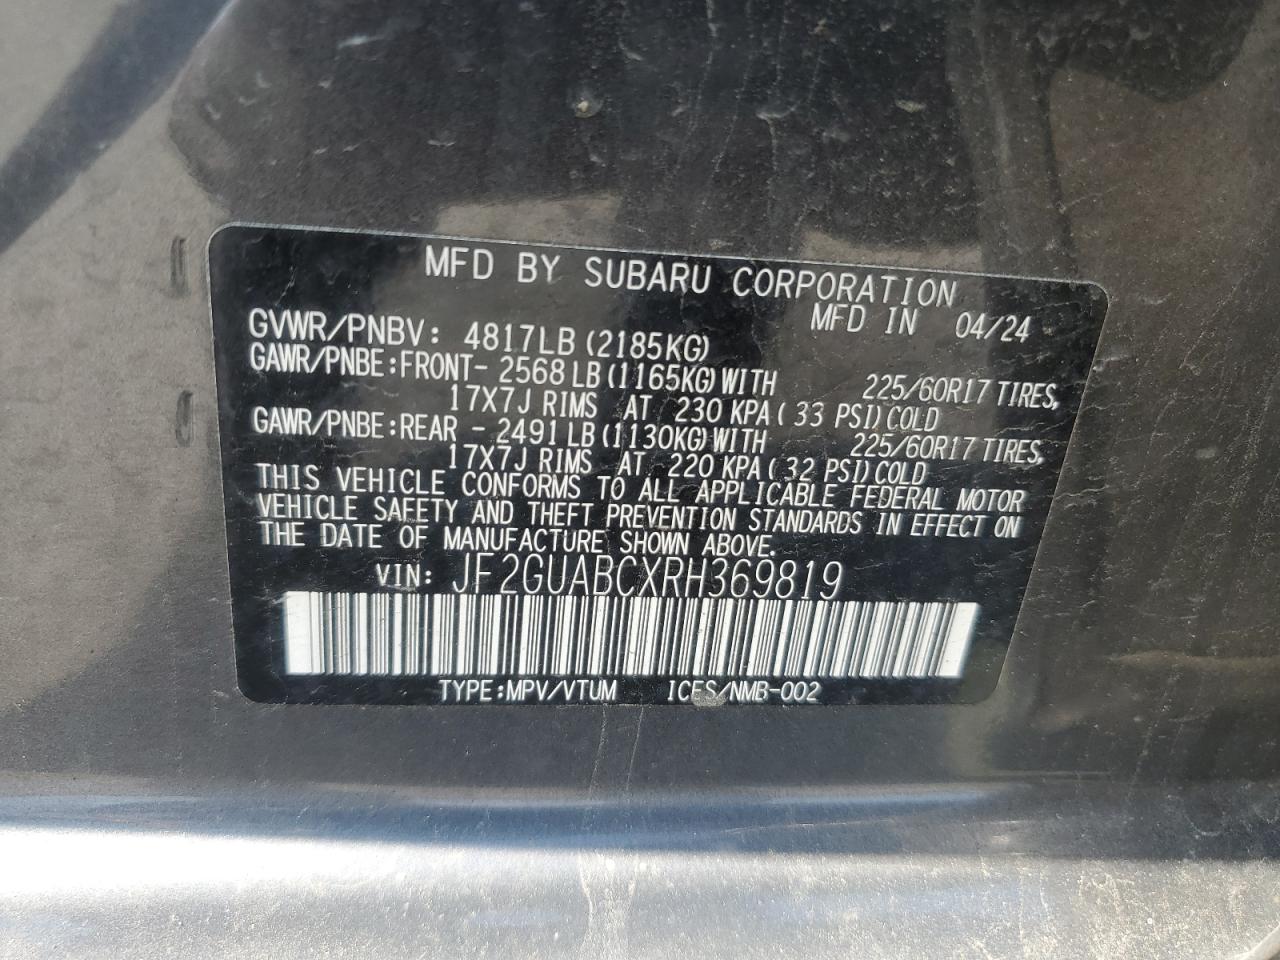 MFD BY SUBARU CORPORATION
MFD IN 04/24
GVWR/PNBV: 4817LB (2185KG)
GAWR/PNBE:FRONT- 2568 LB (1165KG) WITH 225/60R17 TIRES,
17X7J RIMS AT 230 KPA ( 33 PSI) COLD
GAWR/PNBE:REAR - 2491 LB (1130KG) WITH 225/60R17 TIRES,
17X7J RIMS AT 220 KPA ( 32 PSI) COLD
THIS VEHICLE CONFORMS TO ALL APPLICABLE FEDERAL MOTOR
VEHICLE SAFETY AND THEFT PREVENTION STANDARDS IN EFFECT ON
THE DATE OF MANUFACTURE SHOWN ABOVE.
VIN: JF2GUABCXRH369819
TYPE:MPV/VTUM ICES/NMB-002